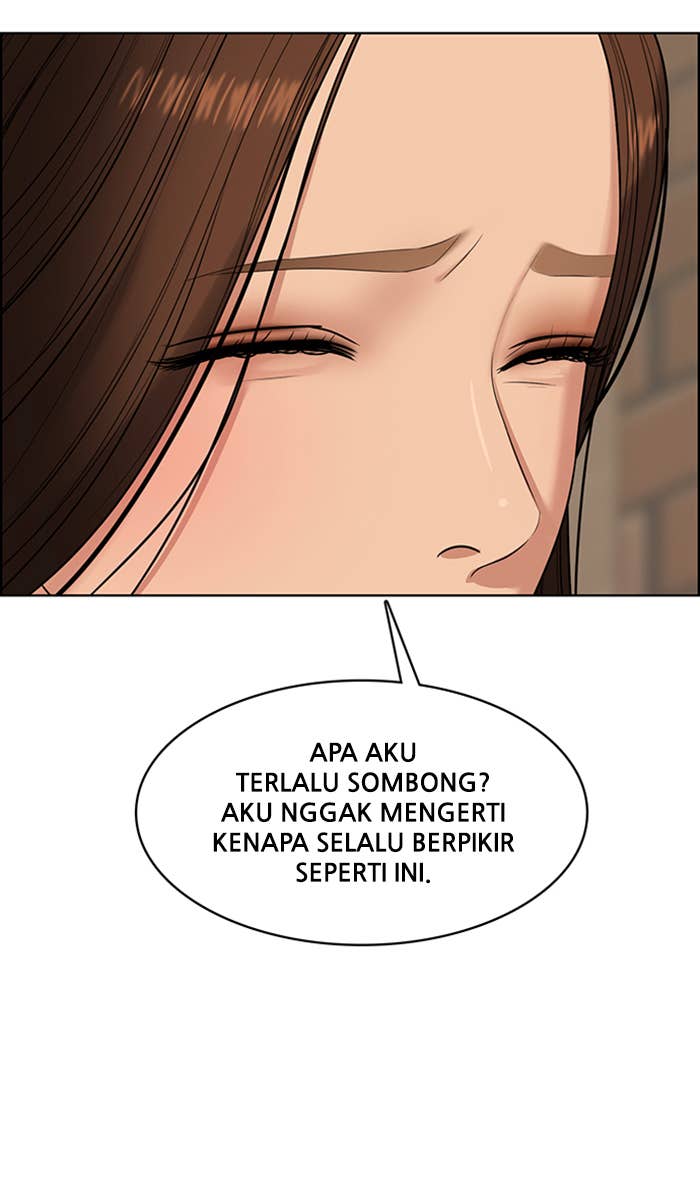 APA AKU
TERLALU SOMBONG?
AKU NGGAK MENGERTI
KENAPA SELALU BERPIKIR
SEPERTI INI.